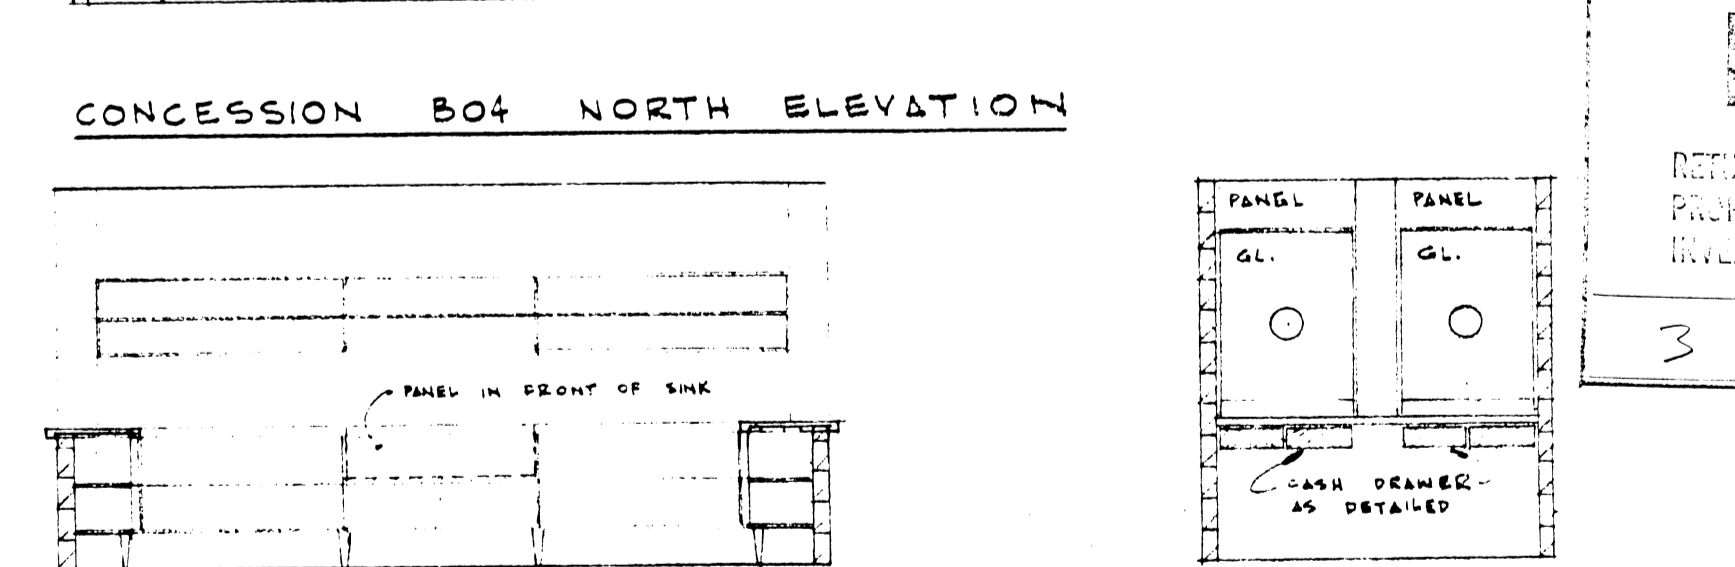 CONCESSION B04 NORTH ELEVATION
PANEL IN FRONT OF SINK
PANEL
PANEL
GL.
GL.
CASH DRAWER-
AS DETAILED
3